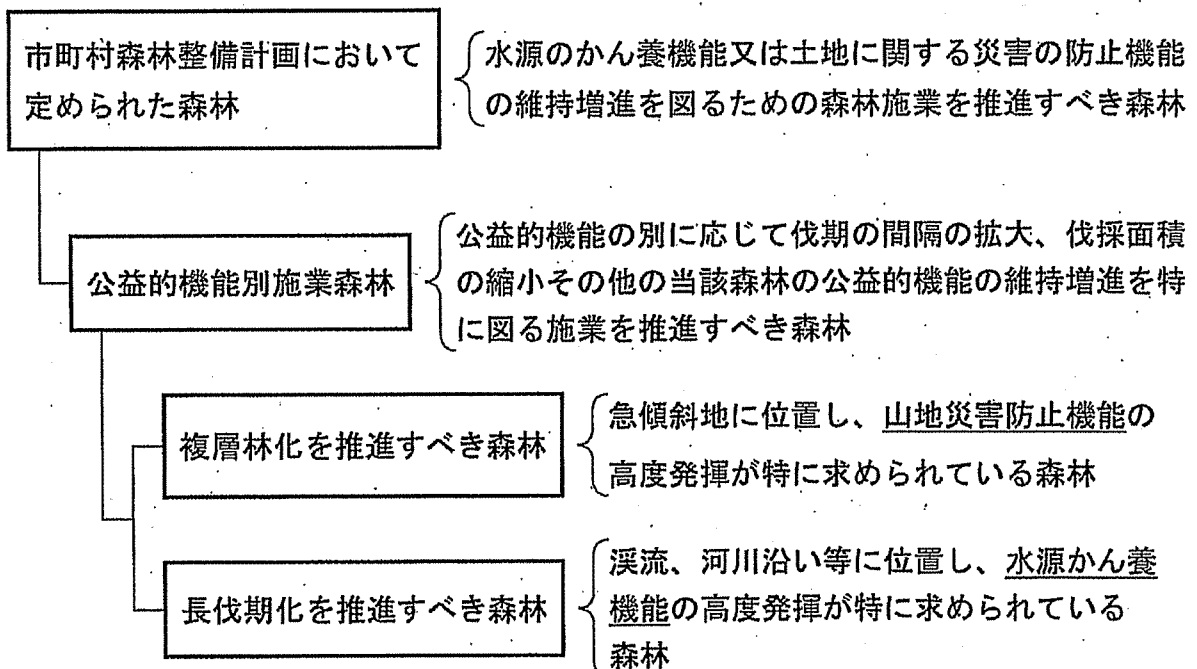 市町村森林整備計画において
定められた森林
水源のかん養機能又は土地に関する災害の防止機能
の維持増進を図るための森林施業を推進すべき森林
公益的機能別施業森林
公益的機能の別に応じて伐期の間隔の拡大、伐採面積
の縮小その他の当該森林の公益的機能の維持増進を特
に図る施業を推進すべき森林
複層林化を推進すべき森林
急傾斜地に位置し、山地災害防止機能の
高度発揮が特に求められている森林
長伐期化を推進すべき森林
渓流、河川沿い等に位置し、水源かん養
機能の高度発揮が特に求められている
森林